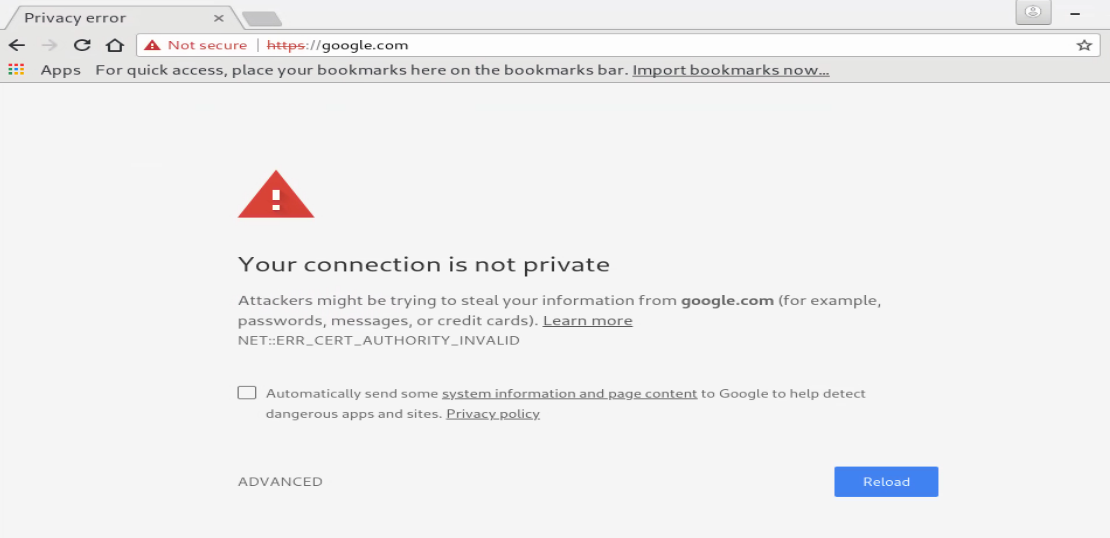 Privacy error ×
Not secure | https://google.com
Apps For quick access, place your bookmarks here on the bookmarks bar. Import bookmarks now...
Your connection is not private
Attackers might be trying to steal your information from google.com (for example,
passwords, messages, or credit cards). Learn more
NET::ERR_CERT_AUTHORITY_INVALID
Automatically send some system information and page content to Google to help detect
dangerous apps and sites. Privacy policy
ADVANCED Reload